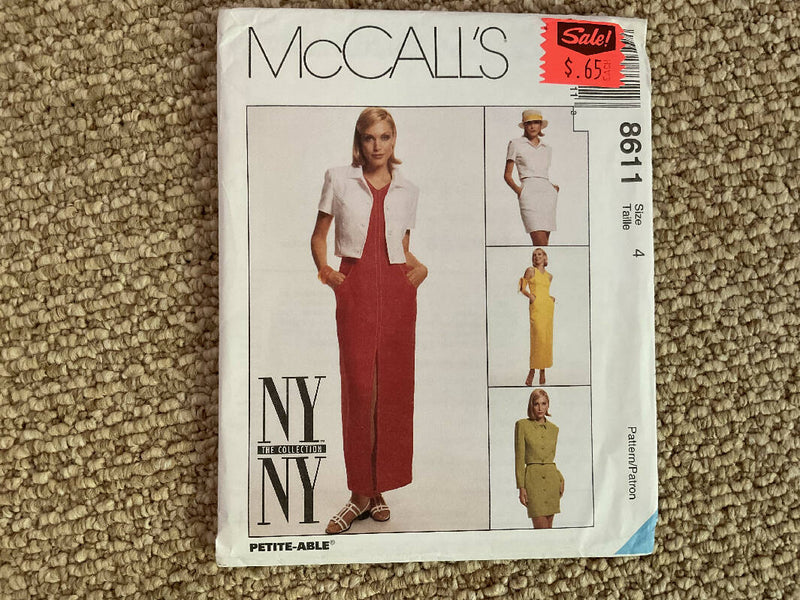 McCALL'S
Sale!
$.65
8611
Size
Taille
4
NY
THE COLLECTION
NY
PETITE-ABLE®
Pattern/Patron